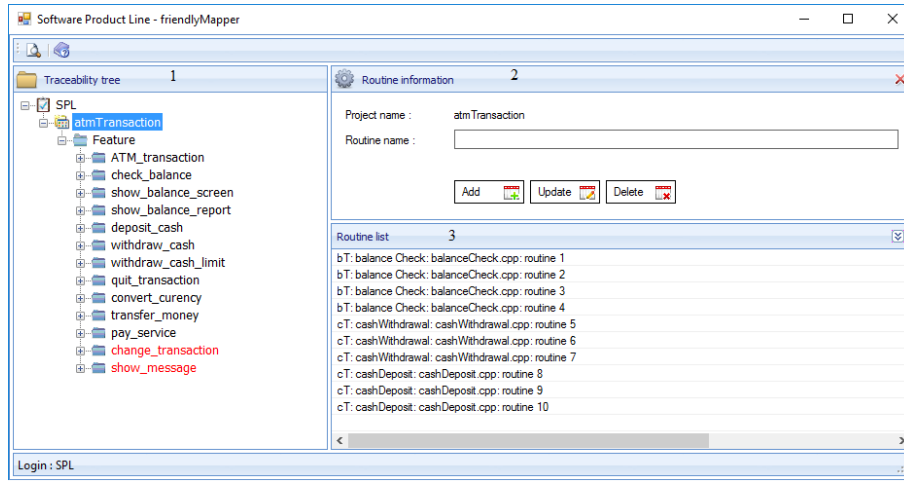 Software Product Line - friendlyMapper
Traceability tree 1
SPL
atmTransaction
Feature
ATM_transaction
check_balance
show_balance_screen
show_balance_report
deposit_cash
withdraw_cash
withdraw_cash_limit
quit_transaction
convert_curency
transfer_money
pay_service
change_transaction
show_message
Routine information 2
Project name : atmTransaction
Routine name :
Add Update Delete
Routine list 3
bT: balance Check: balanceCheck.cpp: routine 1
bT: balance Check: balanceCheck.cpp: routine 2
bT: balance Check: balanceCheck.cpp: routine 3
bT: balance Check: balanceCheck.cpp: routine 4
cT: cashWithdrawal: cashWithdrawal.cpp: routine 5
cT: cashWithdrawal: cashWithdrawal.cpp: routine 6
cT: cashWithdrawal: cashWithdrawal.cpp: routine 7
cT: cashDeposit: cashDeposit.cpp: routine 8
cT: cashDeposit: cashDeposit.cpp: routine 9
cT: cashDeposit: cashDeposit.cpp: routine 10
Login : SPL